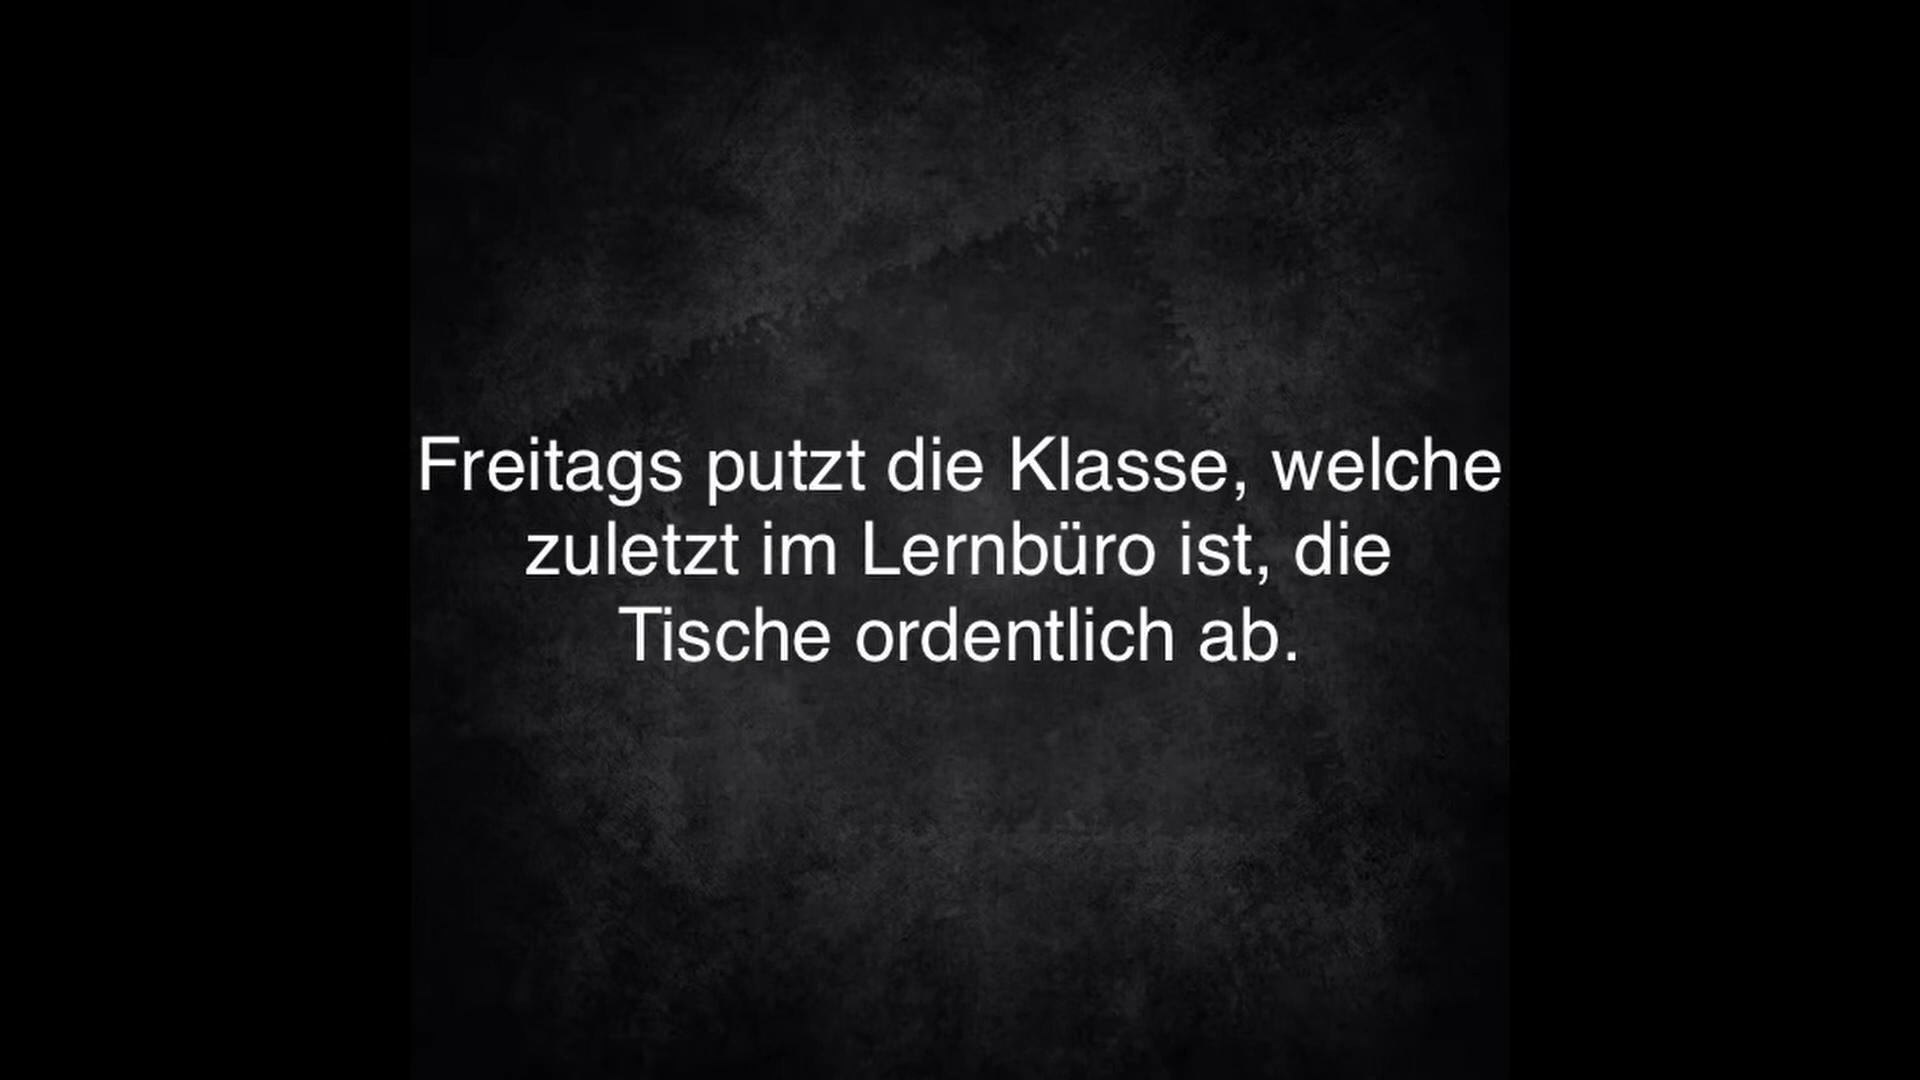 Freitags putzt die Klasse, welche
zuletzt im Lernbüro ist, die
Tische ordentlich ab.